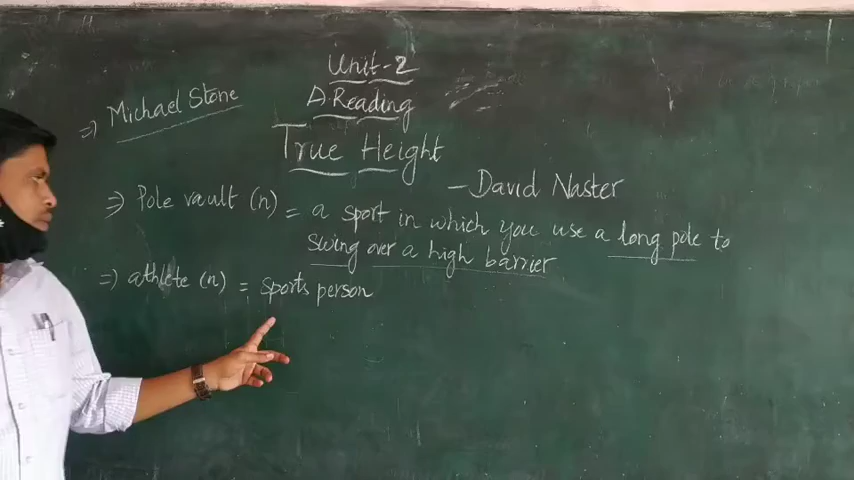 Unit-2
A Reading
⇒ Michael Stone
True Height
- David Naster
⇒ Pole vault (n) = a sport in which you use a long pole to
swing over a high barrier
⇒ athlete (n) = sports person